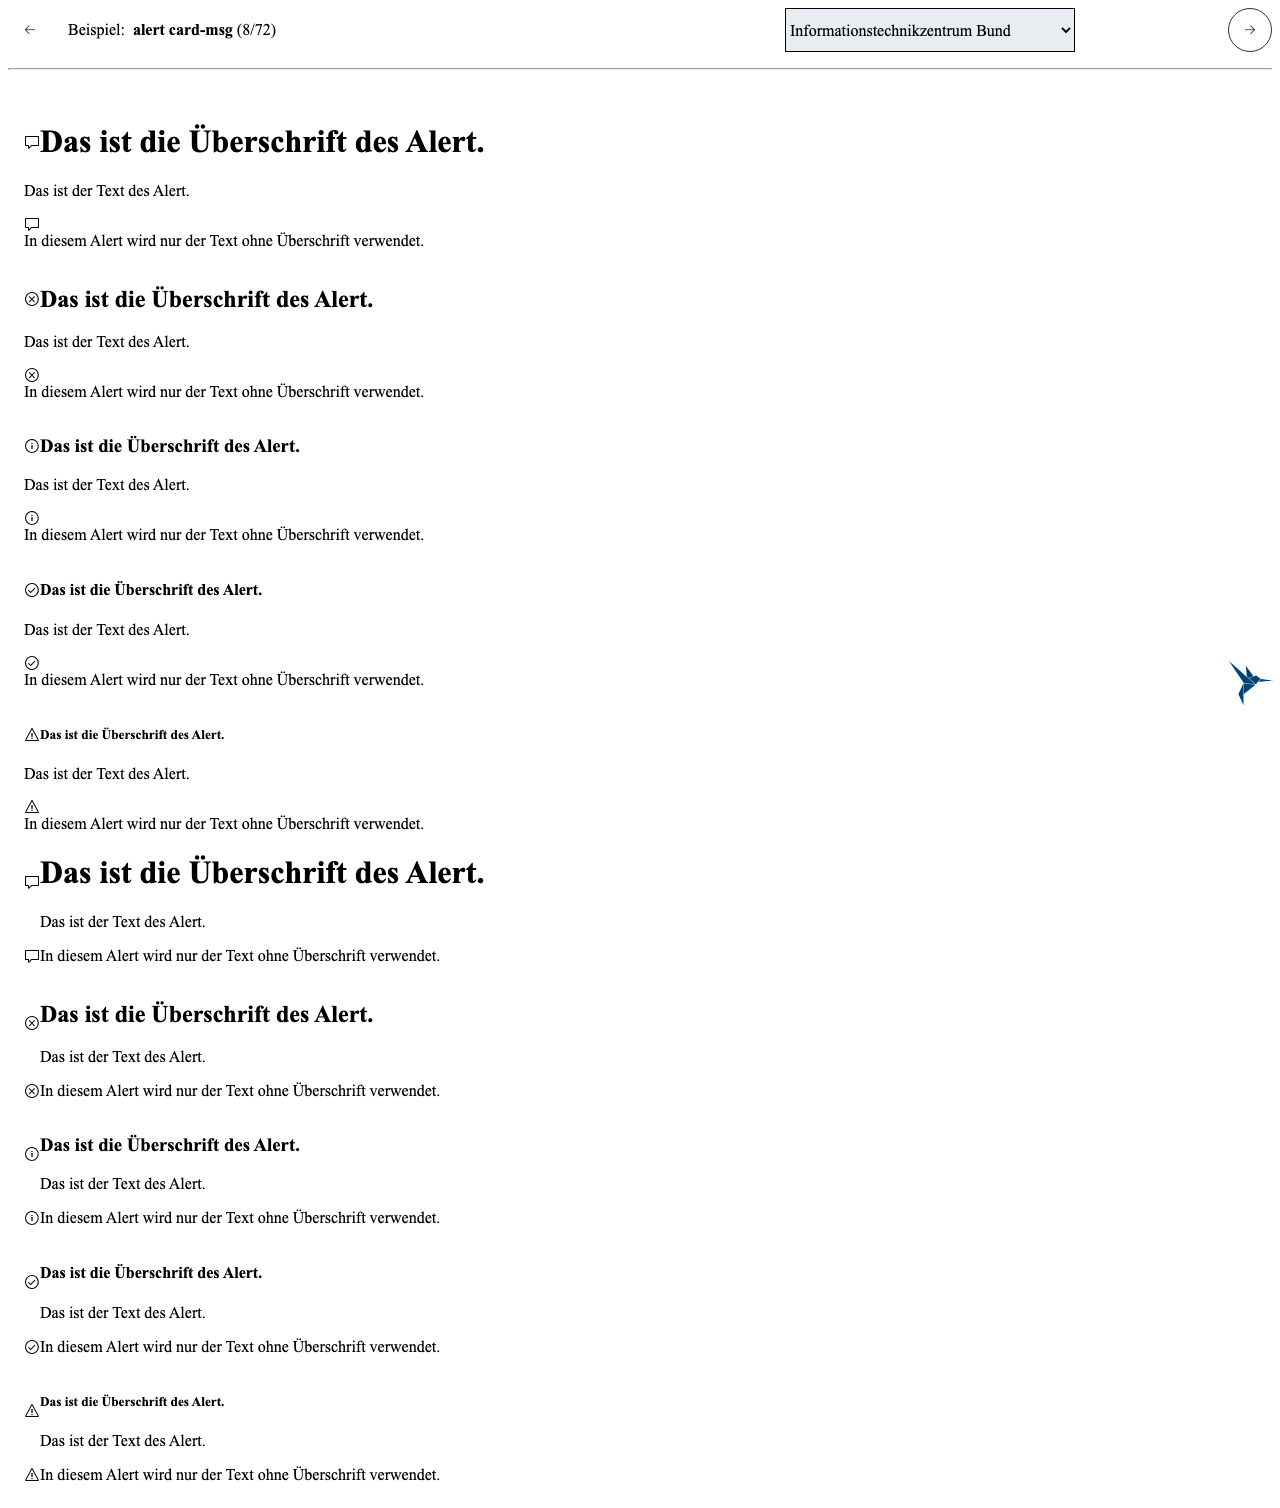 Beispiel: alert card-msg (8/72)
Informationstechnikzentrum Bund
Das ist die Überschrift des Alert.
Das ist der Text des Alert.
In diesem Alert wird nur der Text ohne Überschrift verwendet.
Das ist die Überschrift des Alert.
Das ist der Text des Alert.
In diesem Alert wird nur der Text ohne Überschrift verwendet.
Das ist die Überschrift des Alert.
Das ist der Text des Alert.
In diesem Alert wird nur der Text ohne Überschrift verwendet.
Das ist die Überschrift des Alert.
Das ist der Text des Alert.
In diesem Alert wird nur der Text ohne Überschrift verwendet.
Das ist die Überschrift des Alert.
Das ist der Text des Alert.
In diesem Alert wird nur der Text ohne Überschrift verwendet.
Das ist die Überschrift des Alert.
Das ist der Text des Alert.
In diesem Alert wird nur der Text ohne Überschrift verwendet.
Das ist die Überschrift des Alert.
Das ist der Text des Alert.
In diesem Alert wird nur der Text ohne Überschrift verwendet.
Das ist die Überschrift des Alert.
Das ist der Text des Alert.
In diesem Alert wird nur der Text ohne Überschrift verwendet.
Das ist die Überschrift des Alert.
Das ist der Text des Alert.
In diesem Alert wird nur der Text ohne Überschrift verwendet.
Das ist die Überschrift des Alert.
Das ist der Text des Alert.
In diesem Alert wird nur der Text ohne Überschrift verwendet.